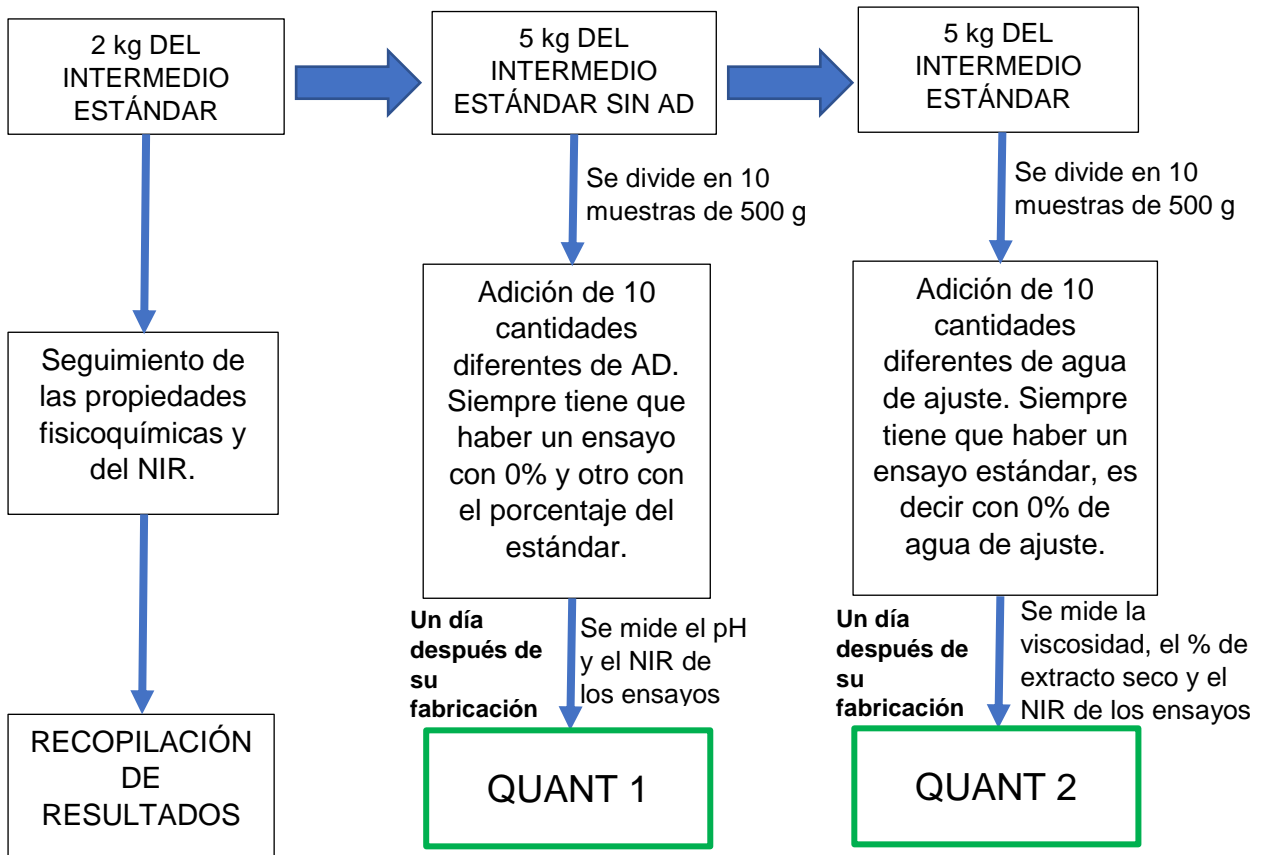 2 kg DEL
INTERMEDIO
ESTÁNDAR
5 kg DEL
INTERMEDIO
ESTÁNDAR SIN AD
5 kg DEL
INTERMEDIO
ESTÁNDAR
Se divide en 10
muestras de 500 g
Se divide en 10
muestras de 500 g
Seguimiento de
las propiedades
fisicoquímicas y
del NIR.
Adición de 10
cantidades
diferentes de AD.
Siempre tiene que
haber un ensayo
con 0% y otro con
el porcentaje del
estándar.
Adición de 10
cantidades
diferentes de agua
de ajuste. Siempre
tiene que haber un
ensayo estándar, es
decir con 0% de
agua de ajuste.
Un día
después de
su
fabricación
Se mide el pH
y el NIR de
los ensayos
Un día
después de
su
fabricación
Se mide la
viscosidad, el % de
extracto seco y el
NIR de los ensayos
RECOPILACIÓN
DE
RESULTADOS
QUANT 1
QUANT 2